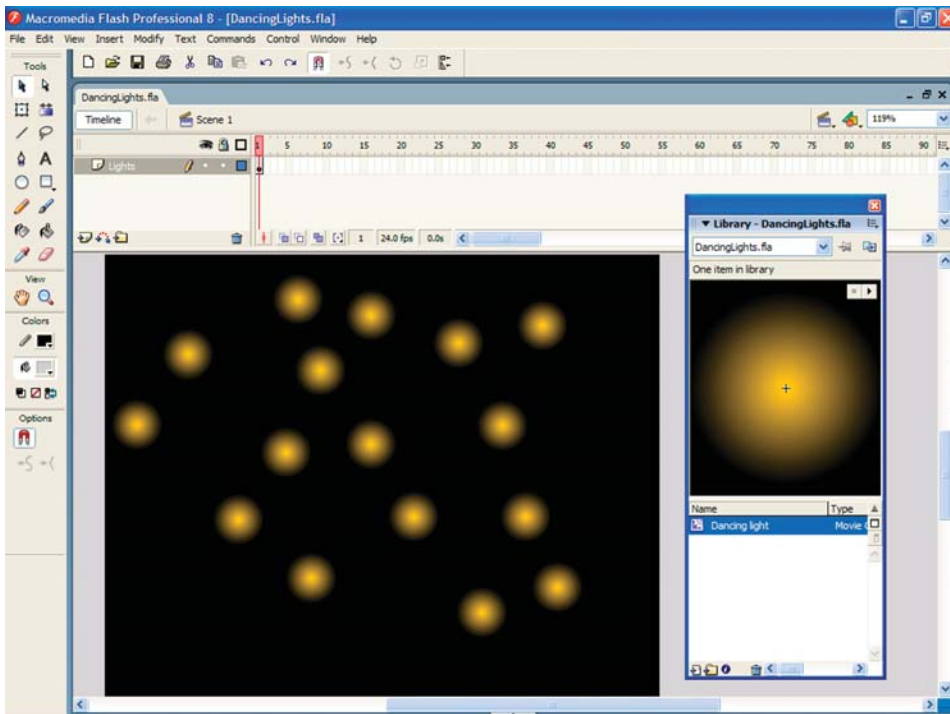 Macromedia Flash Professional 8 - [DancingLights.fla]
File Edit View Insert Modify Text Commands Control Window Help
Tools
View
Colors
Options
DancingLights.fla
Timeline Scene 1 119%
1 5 10 15 20 25 30 35 40 45 50 55 60 65 70 75 80 85 90
Lights
1 24.0 fps 0.0s
Library - DancingLights.fla
DancingLights.fla
One item in library
Name Type
Dancing light Movie